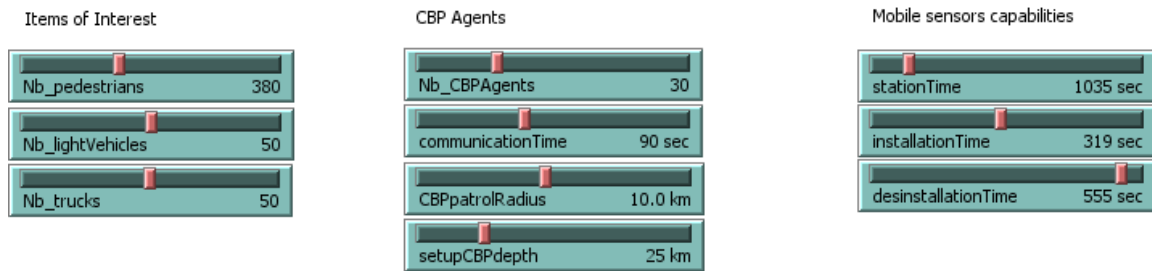 Items of Interest
Nb_pedestrians 380
Nb_lightVehicles 50
Nb_trucks 50
CBP Agents
Nb_CBPAgents 30
communicationTime 90 sec
CBPpatrolRadius 10.0 km
setupCBPdepth 25 km
Mobile sensors capabilities
stationTime 1035 sec
installationTime 319 sec
desinstallationTime 555 sec